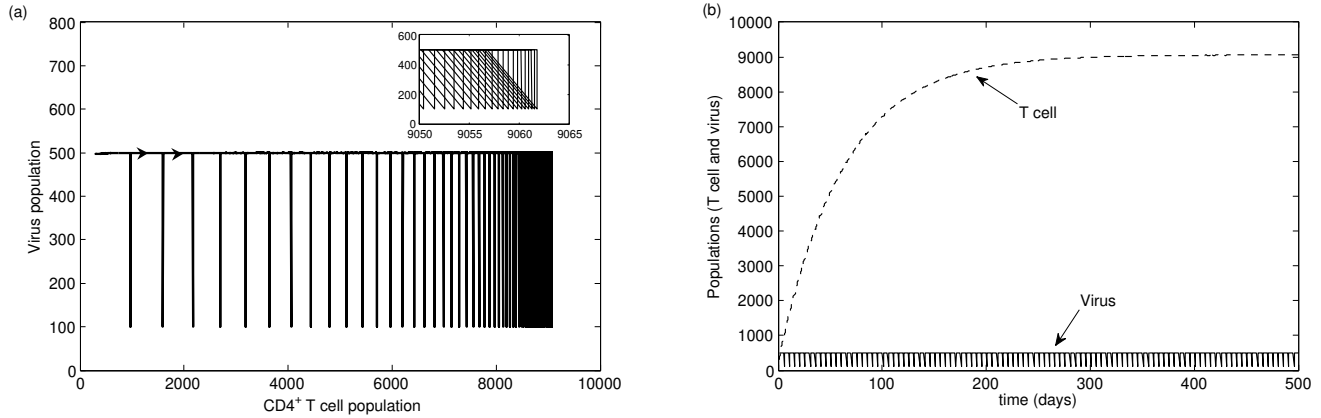 (a)
800
700
600
500
400
300
200
100
0
0 2000 4000 6000 8000 10000
Virus population
CD4⁺ T cell population
600
400
200
0
9050 9055 9060 9065
(b)
10000
9000
8000
7000
6000
5000
4000
3000
2000
1000
0
0 100 200 300 400 500
Populations (T cell and virus)
time (days)
T cell
Virus